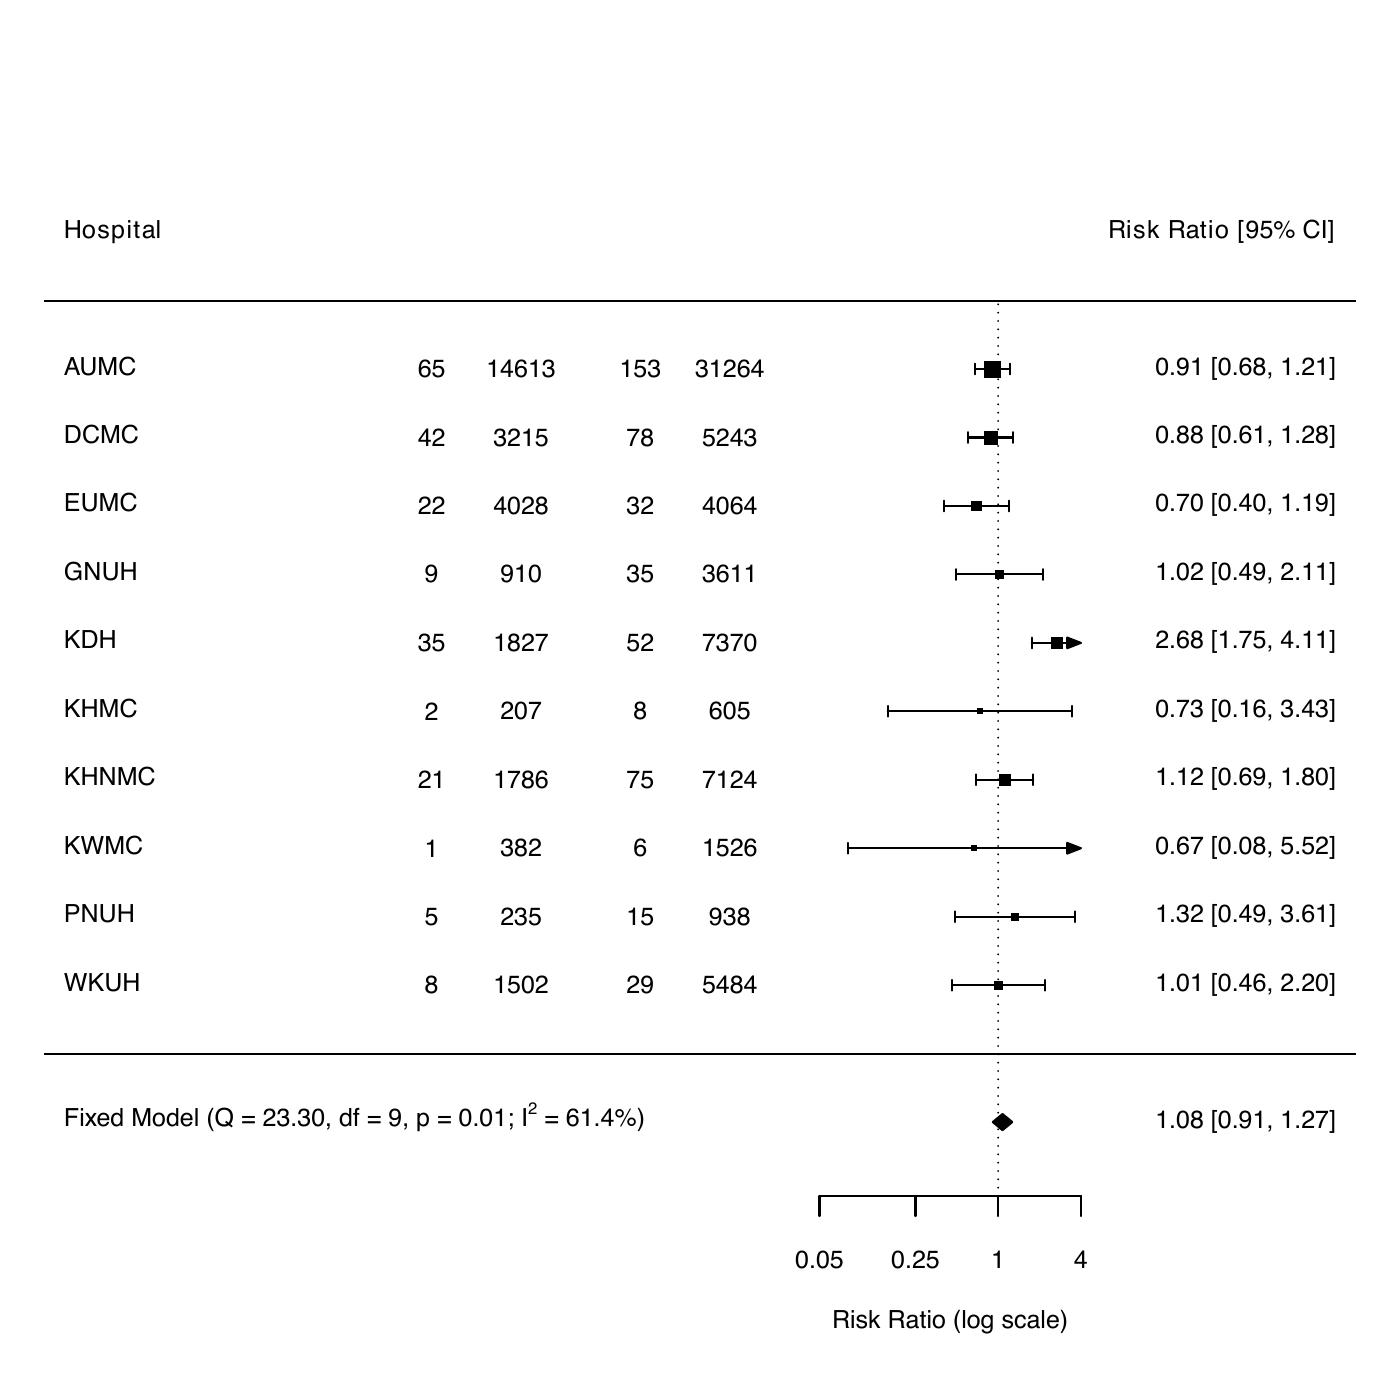 Hospital Risk Ratio [95% CI]
AUMC 65 14613 153 31264 0.91 [0.68, 1.21]
DCMC 42 3215 78 5243 0.88 [0.61, 1.28]
EUMC 22 4028 32 4064 0.70 [0.40, 1.19]
GNUH 9 910 35 3611 1.02 [0.49, 2.11]
KDH 35 1827 52 7370 2.68 [1.75, 4.11]
KHMC 2 207 8 605 0.73 [0.16, 3.43]
KHNMC 21 1786 75 7124 1.12 [0.69, 1.80]
KWMC 1 382 6 1526 0.67 [0.08, 5.52]
PNUH 5 235 15 938 1.32 [0.49, 3.61]
WKUH 8 1502 29 5484 1.01 [0.46, 2.20]
Fixed Model (Q = 23.30, df = 9, p = 0.01; I² = 61.4%) 1.08 [0.91, 1.27]
0.05 0.25 1 4
Risk Ratio (log scale)